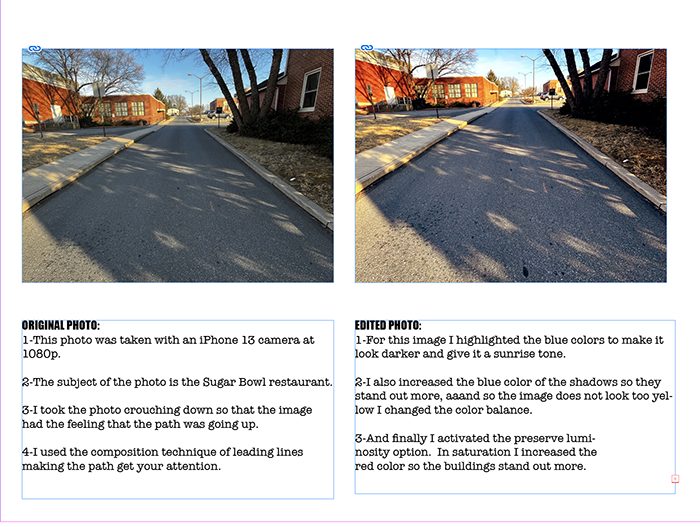 ORIGINAL PHOTO:
1-This photo was taken with an iPhone 13 camera at
1080p.
2-The subject of the photo is the Sugar Bowl restaurant.
3-I took the photo crouching down so that the image
had the feeling that the path was going up.
4-I used the composition technique of leading lines
making the path get your attention.
EDITED PHOTO:
1-For this image I highlighted the blue colors to make it
look darker and give it a sunrise tone.
2-I also increased the blue color of the shadows so they
stand out more, aaand so the image does not look too yel-
low I changed the color balance.
3-And finally I activated the preserve lumi-
nosity option.  In saturation I increased the
red color so the buildings stand out more.